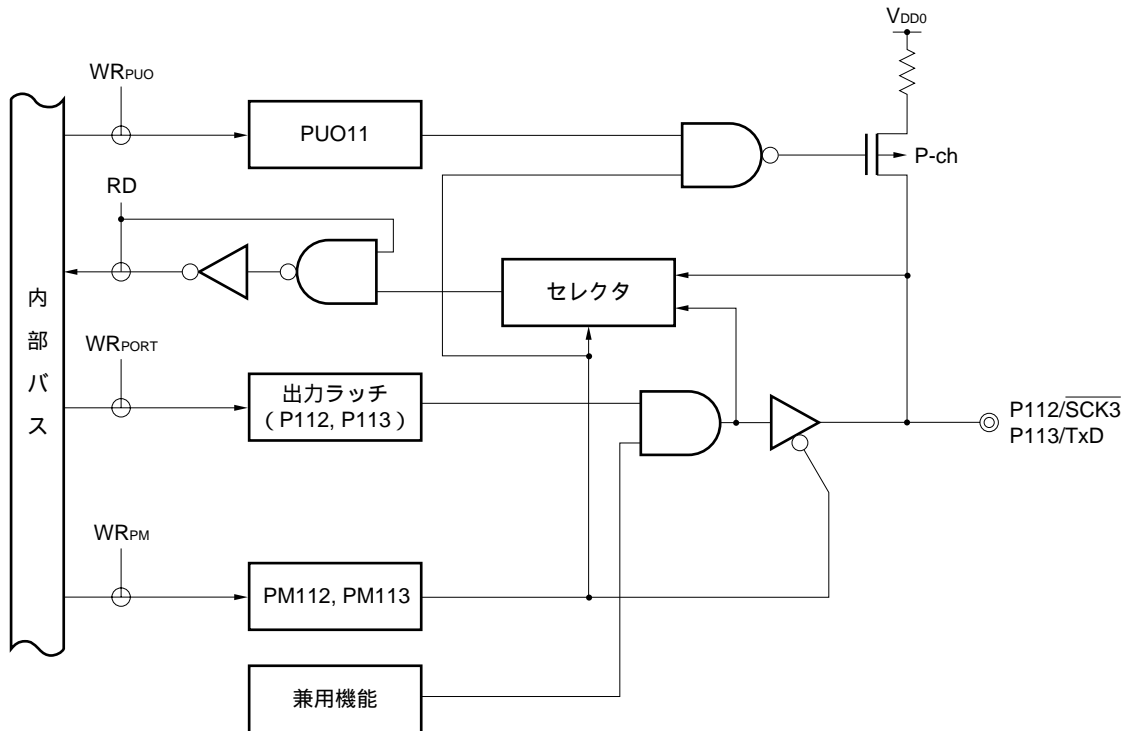 VDD0
WRPUO
PUO11
P-ch
RD
セレクタ
内部バス
WRPORT
出力ラッチ
(P112, P113)
P112/SCK3
P113/TxD
WRPM
PM112, PM113
兼用機能